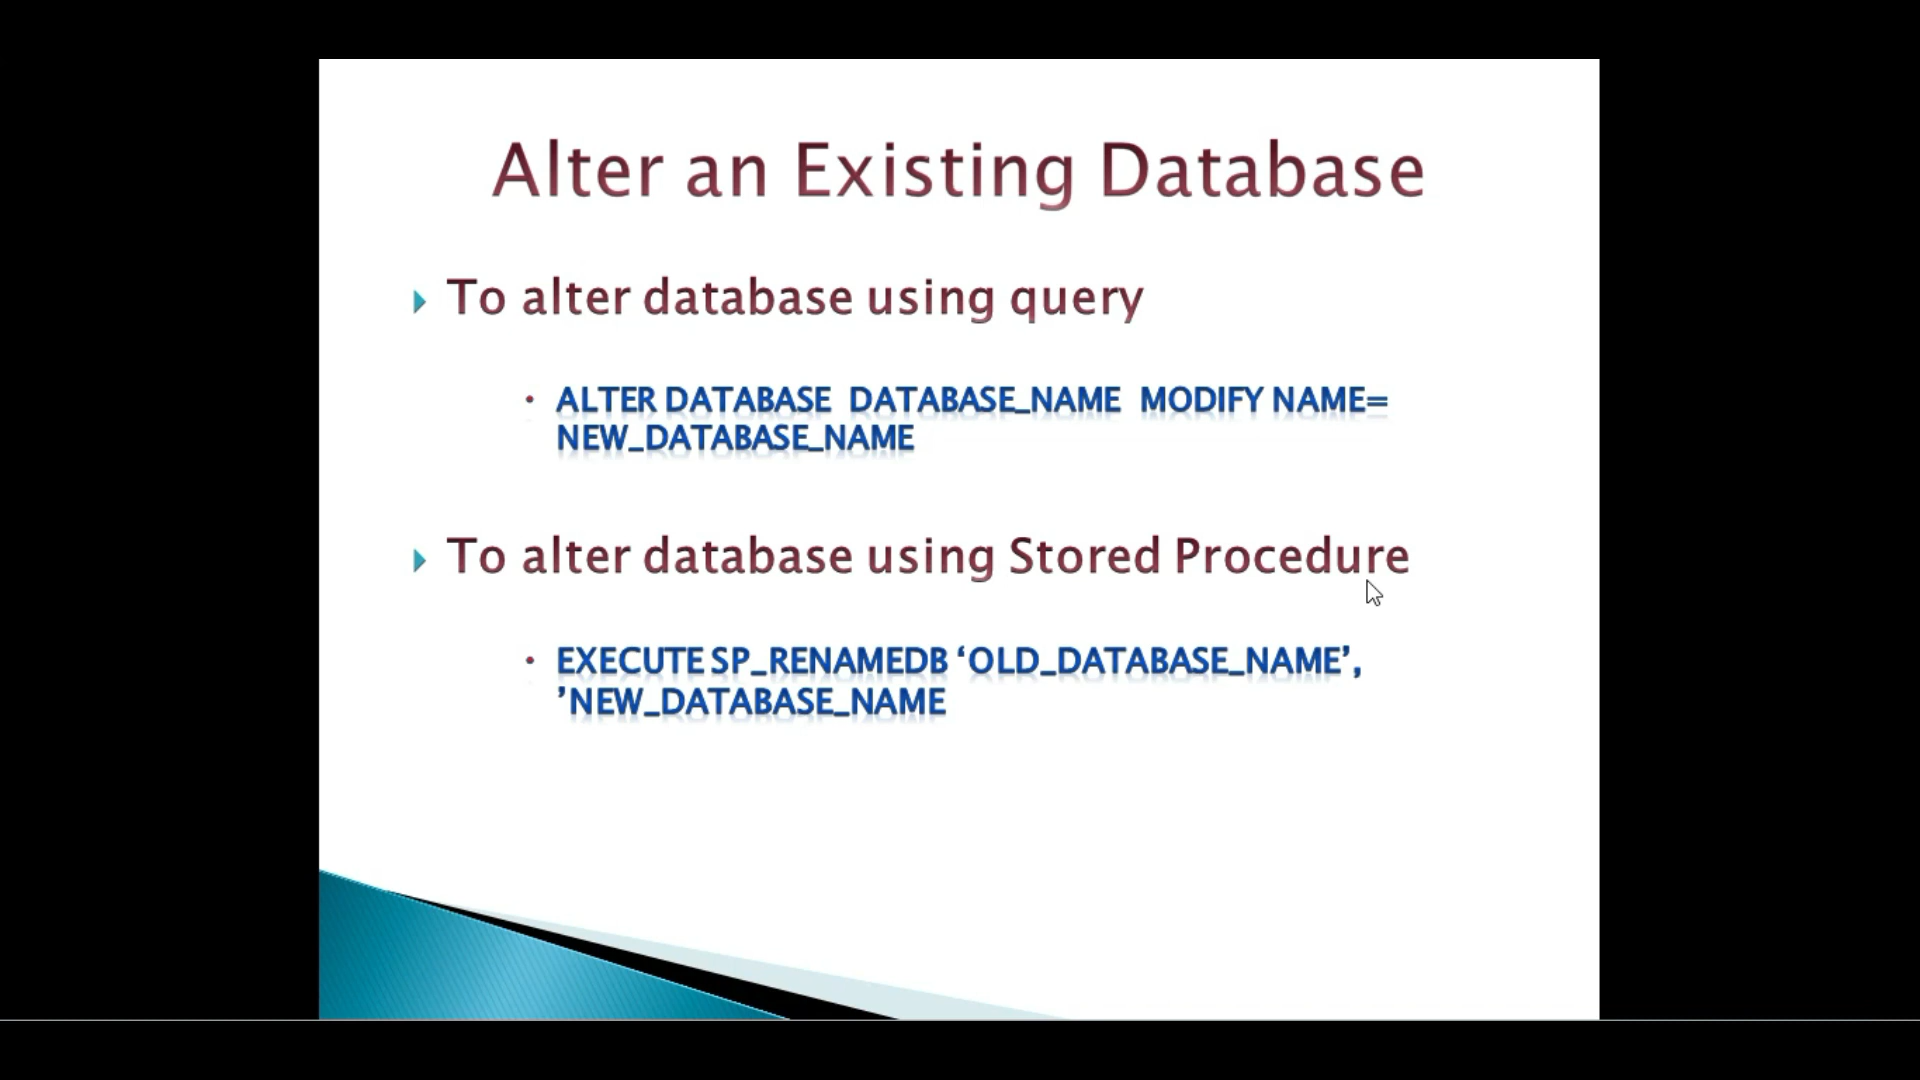 Alter an Existing Database
To alter database using query
ALTER DATABASE DATABASE_NAME MODIFY NAME=
NEW_DATABASE_NAME
To alter database using Stored Procedure
EXECUTE SP_RENAMEDB ‘OLD_DATABASE_NAME’,
’NEW_DATABASE_NAME